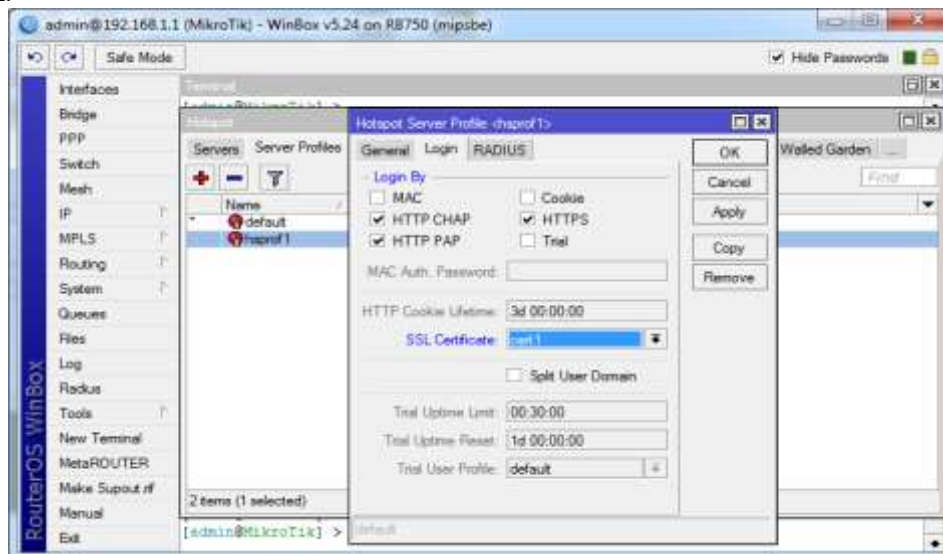 admin@192.168.1.1 (MikroTik) - WinBox v5.24 on RB750 (mipsbe)
Safe Mode
Hide Passwords
RouterOS WinBox
Interfaces
Bridge
PPP
Switch
Mesh
IP
MPLS
Routing
System
Queues
Files
Log
Radius
Tools
New Terminal
MetaROUTER
Make Supout.rif
Manual
Exit
Terminal
Hotspot
Servers Server Profiles
Walled Garden ...
Find
Name
* default
hsprof1
2 items (1 selected)
[admin@MikroTik] >
Hotspot Server Profile <hsprof1>
General Login RADIUS
Login By
MAC Cookie
HTTP CHAP HTTPS
HTTP PAP Trial
MAC Auth. Password:
HTTP Cookie Lifetime: 3d 00:00:00
SSL Certificate: cert1
Split User Domain
Trial Uptime Limit: 00:30:00
Trial Uptime Reset: 1d 00:00:00
Trial User Profile: default
default
OK
Cancel
Apply
Copy
Remove